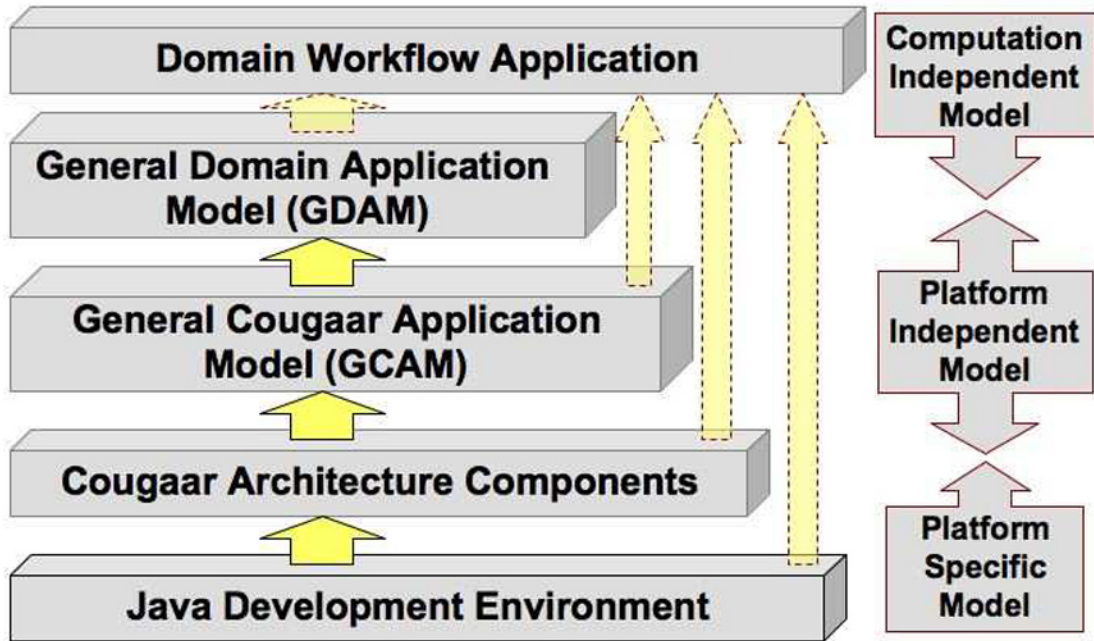 Domain Workflow Application
General Domain Application
Model (GDAM)
General Cougaar Application
Model (GCAM)
Cougaar Architecture Components
Java Development Environment
Computation
Independent
Model
Platform
Independent
Model
Platform
Specific
Model